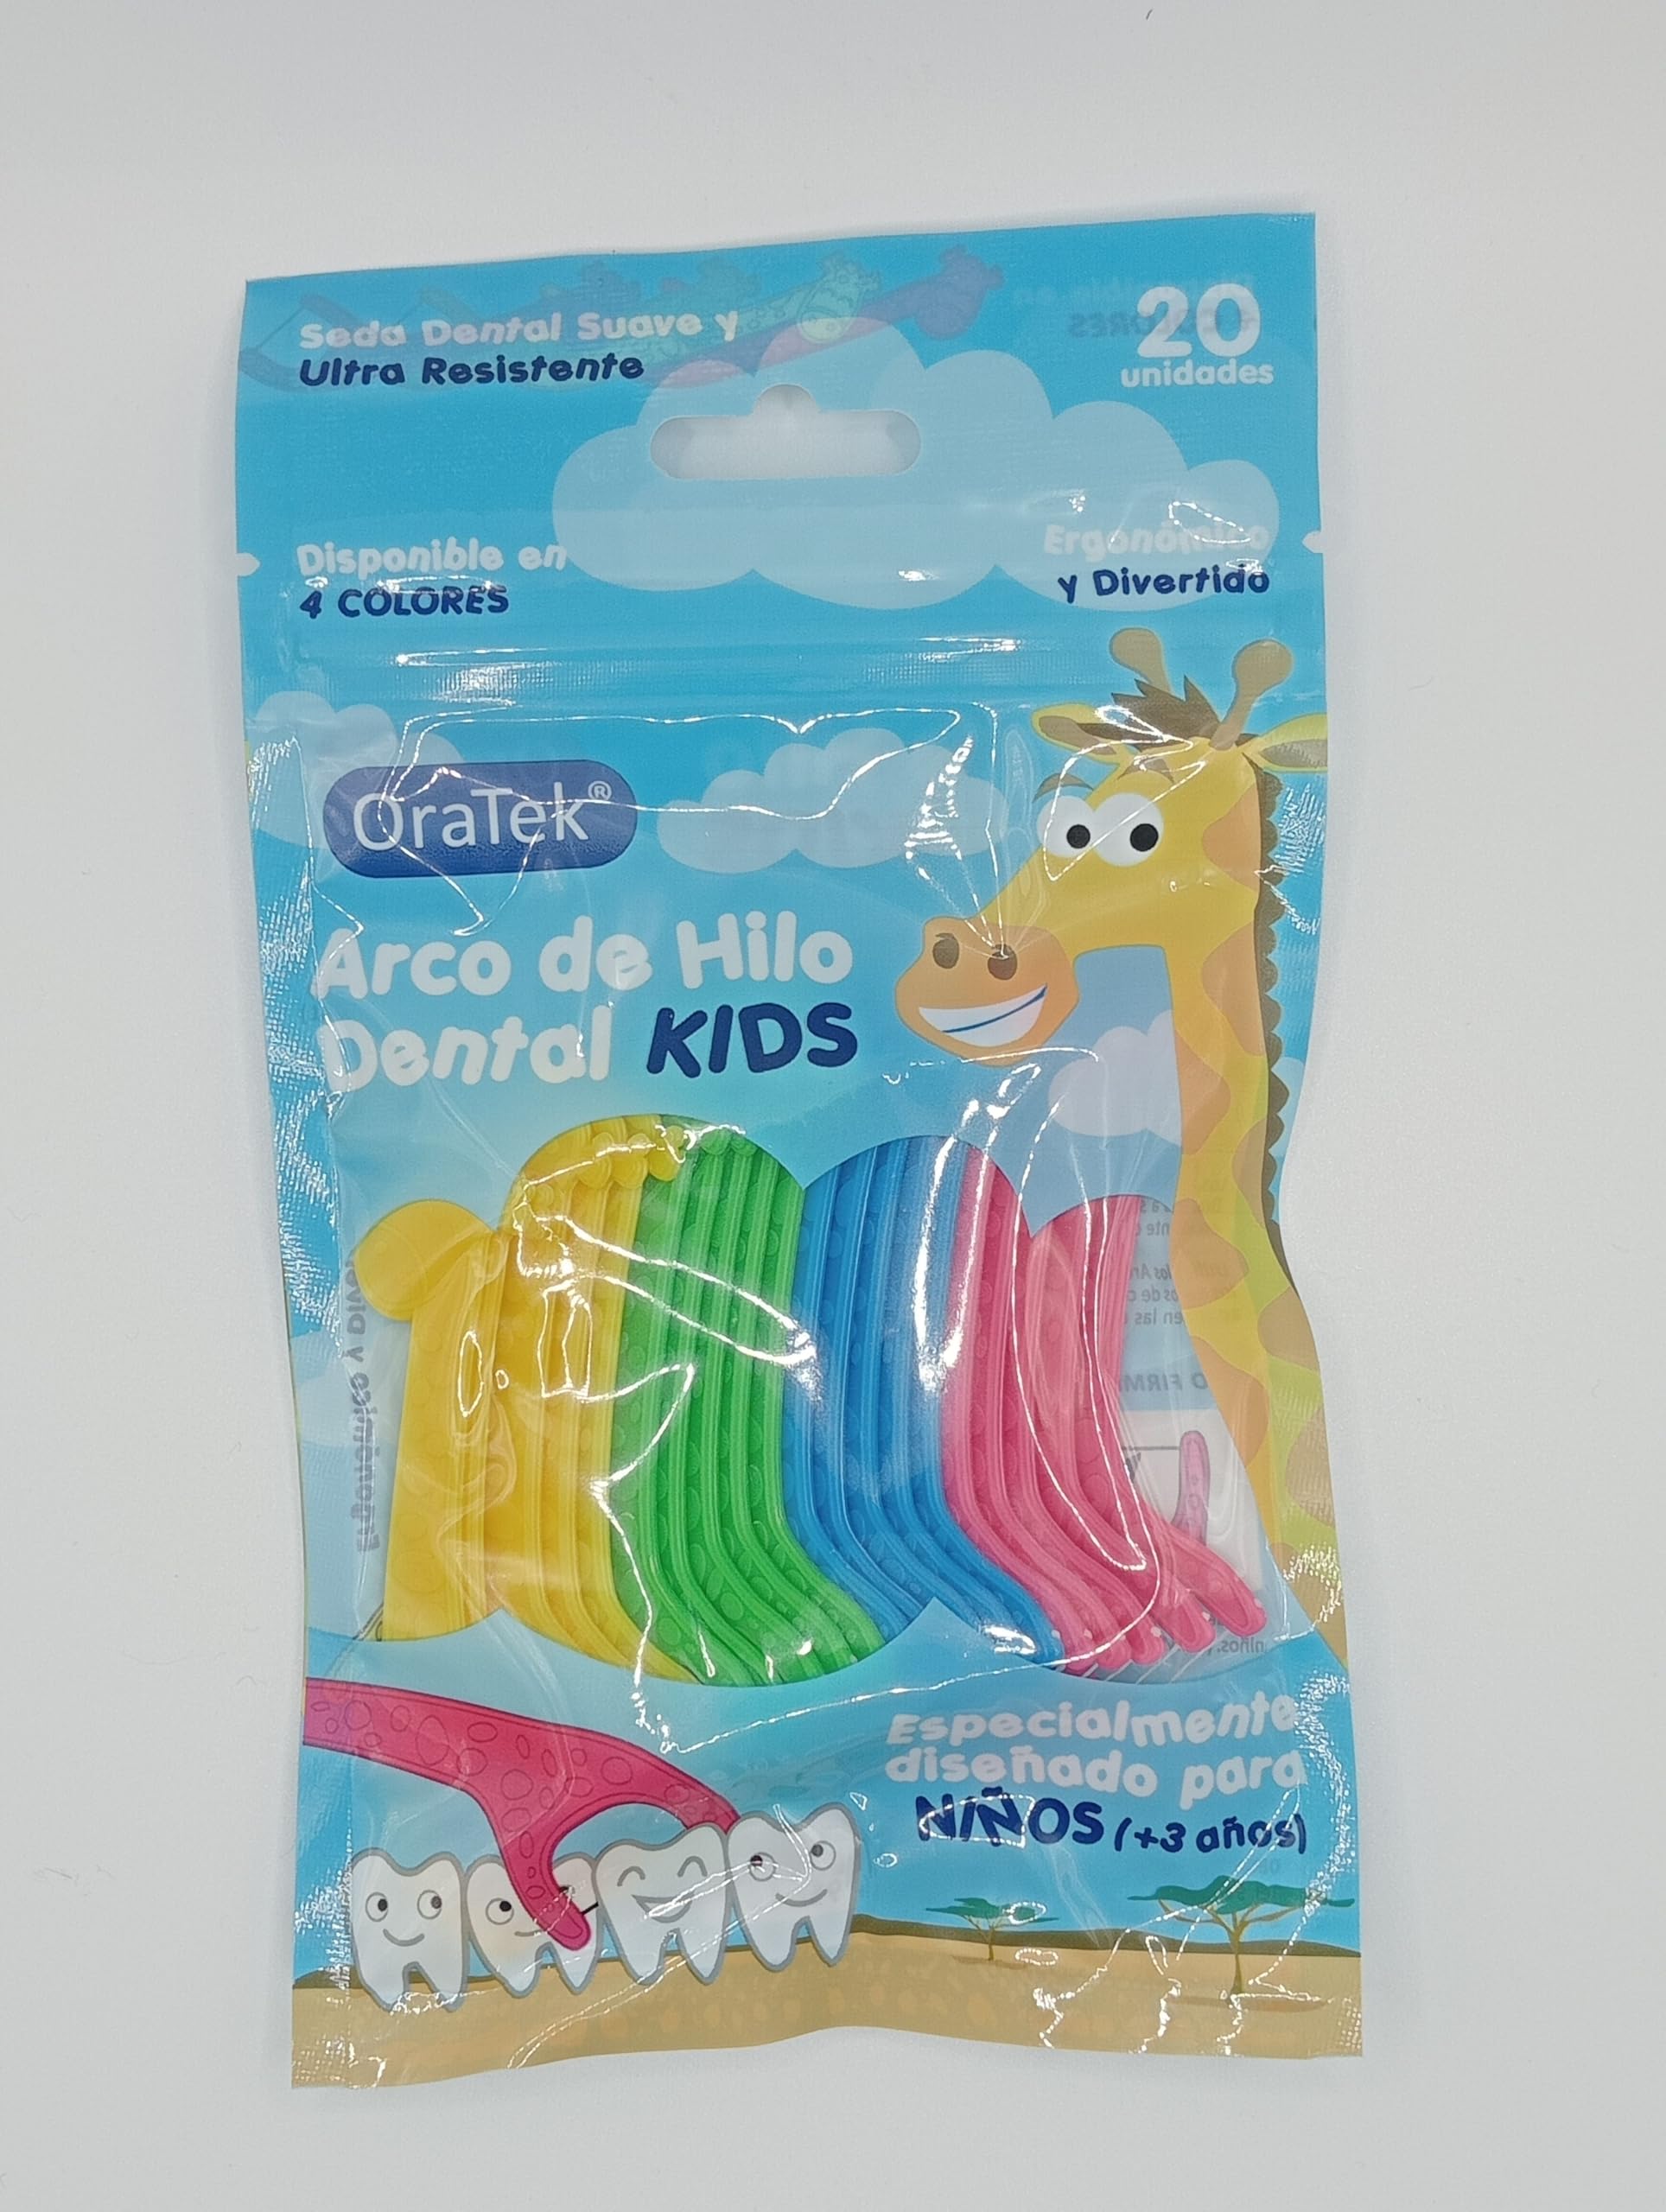 Seda Dental Suave y
Ultra Resistente
20
unidades
Disponible en
4 COLORES
Ergonómico
y Divertido
OraTek®
Arco de Hilo
Dental KIDS
Especialmente
diseñado para
NIÑOS (+3 años)